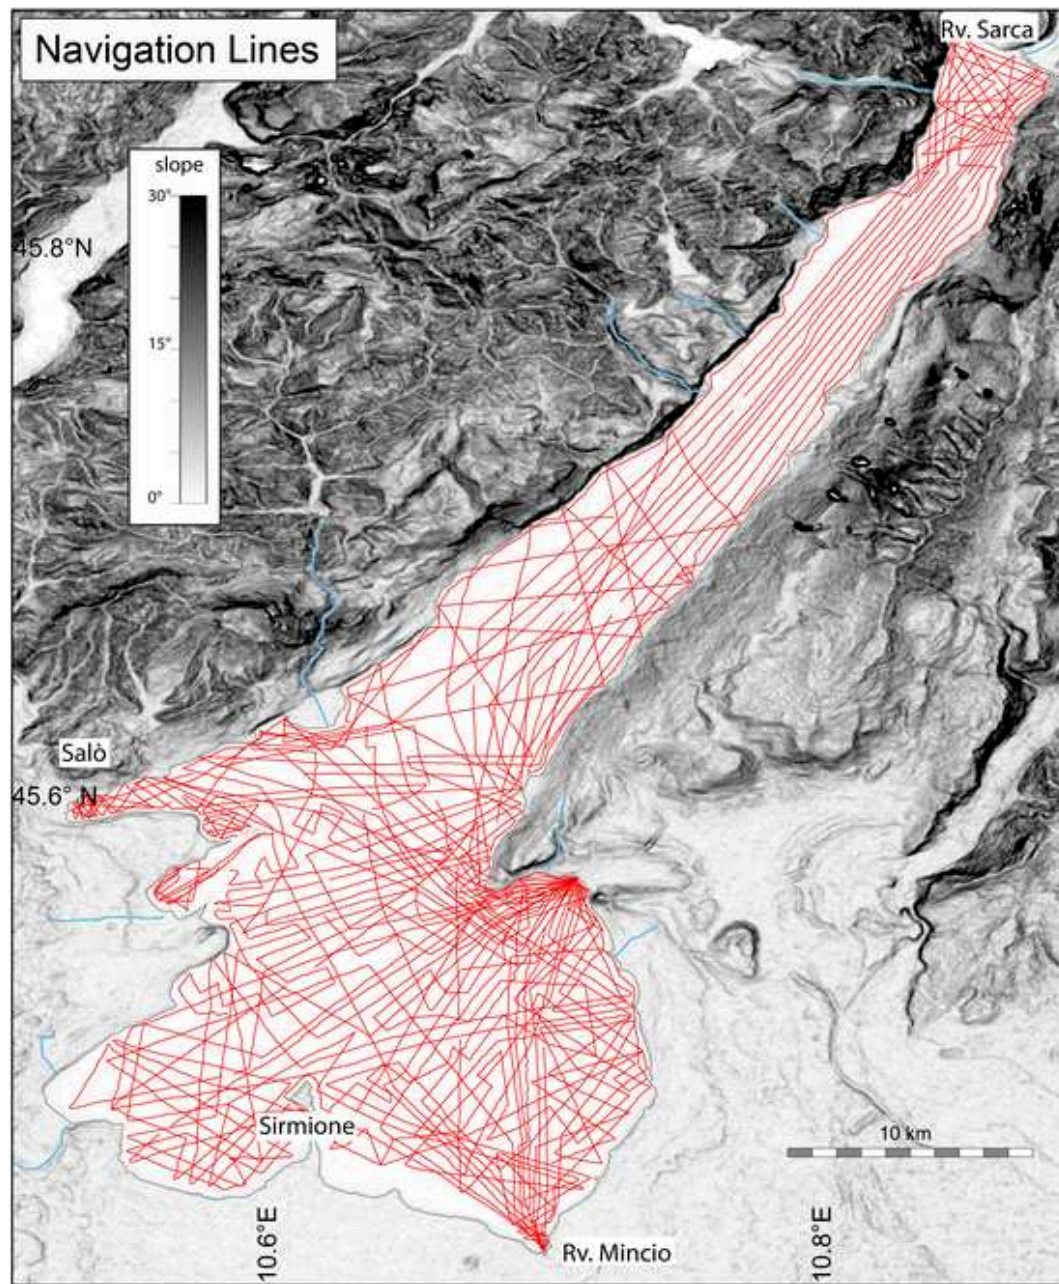 Navigation Lines
Rv. Sarca
slope
30°
45.8°N
15°
0°
Salò
45.6° N
Sirmione
10 km
10.6°E
10.8°E
Rv. Mincio